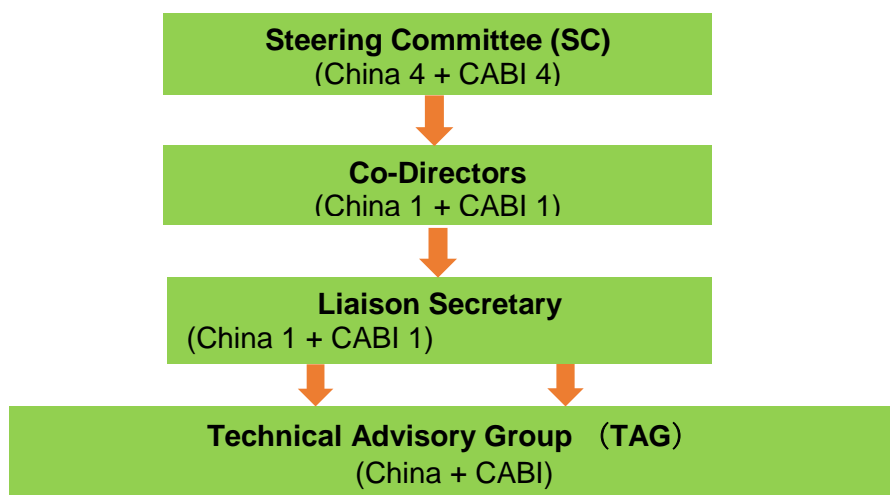 Steering Committee (SC)
(China 4 + CABI 4)
Co-Directors
(China 1 + CABI 1)
Liaison Secretary
(China 1 + CABI 1)
Technical Advisory Group （TAG）
(China + CABI)